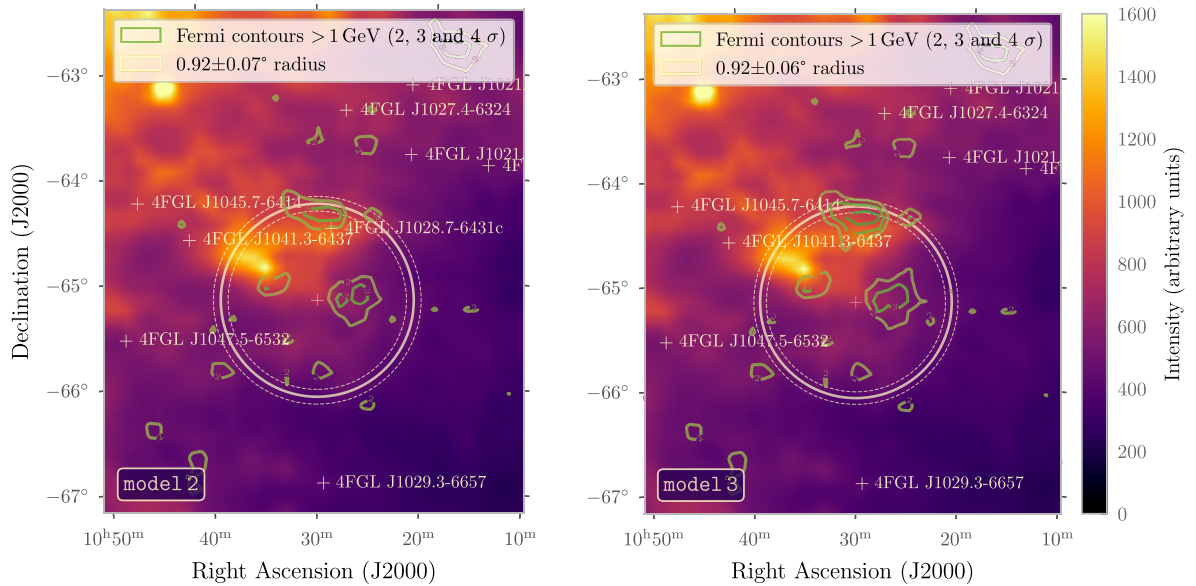 Fermi contours > 1 GeV (2, 3 and 4 σ)
0.92±0.07° radius
4FGL J1021.
4FGL J1027.4-6324
4FGL J1021.
4F
4FGL J1045.7-6414
4FGL J1028.7-6431c
4FGL J1041.3-6437
4FGL J1047.5-6532
4FGL J1029.3-6657
model 2
−63°
−64°
−65°
−66°
−67°
Declination (J2000)
10ʰ50ᵐ 40ᵐ 30ᵐ 20ᵐ 10ᵐ
Right Ascension (J2000)
Fermi contours > 1 GeV (2, 3 and 4 σ)
0.92±0.06° radius
4FGL J1021.
4FGL J1027.4-6324
4FGL J1021.
4F
4FGL J1045.7-6414
4FGL J1041.3-6437
4FGL J1047.5-6532
4FGL J1029.3-6657
model 3
−63°
−64°
−65°
−66°
−67°
10ʰ50ᵐ 40ᵐ 30ᵐ 20ᵐ 10ᵐ
Right Ascension (J2000)
1600
1400
1200
1000
800
600
400
200
0
Intensity (arbitrary units)